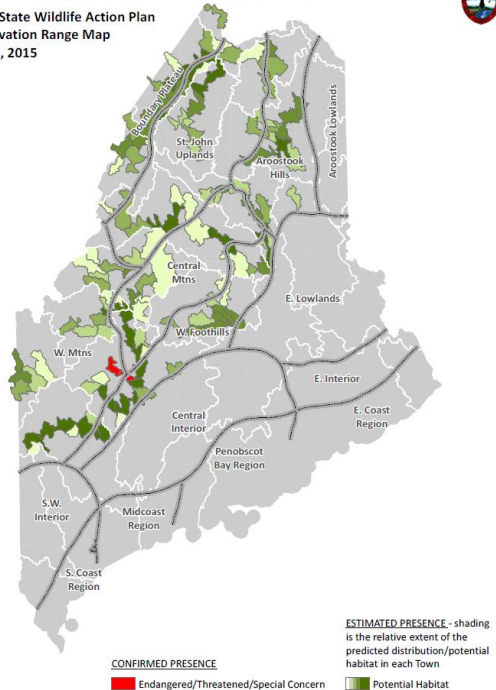 State Wildlife Action Plan
vation Range Map
, 2015
Boundary Plateau
St. John
Uplands
Aroostook
Hills
Aroostook Lowlands
Central
Mtns
E. Lowlands
W. Foothills
W. Mtns
E. Interior
Central
Interior
E. Coast
Region
Penobscot
Bay Region
S.W.
Interior
Midcoast
Region
S. Coast
Region
ESTIMATED PRESENCE - shading
is the relative extent of the
predicted distribution/potential
habitat in each Town
CONFIRMED PRESENCE
Endangered/Threatened/Special Concern
Potential Habitat